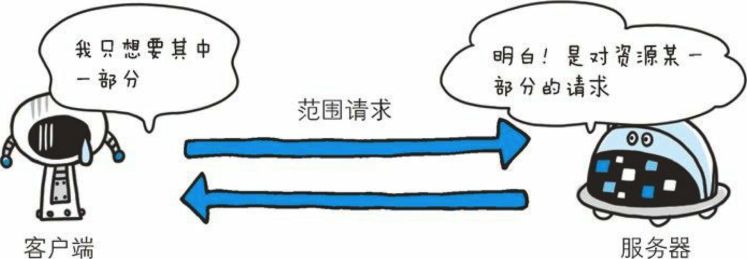 我只想要其中
一部分
明白！是对资源某一
部分的请求
范围请求
客户端
服务器